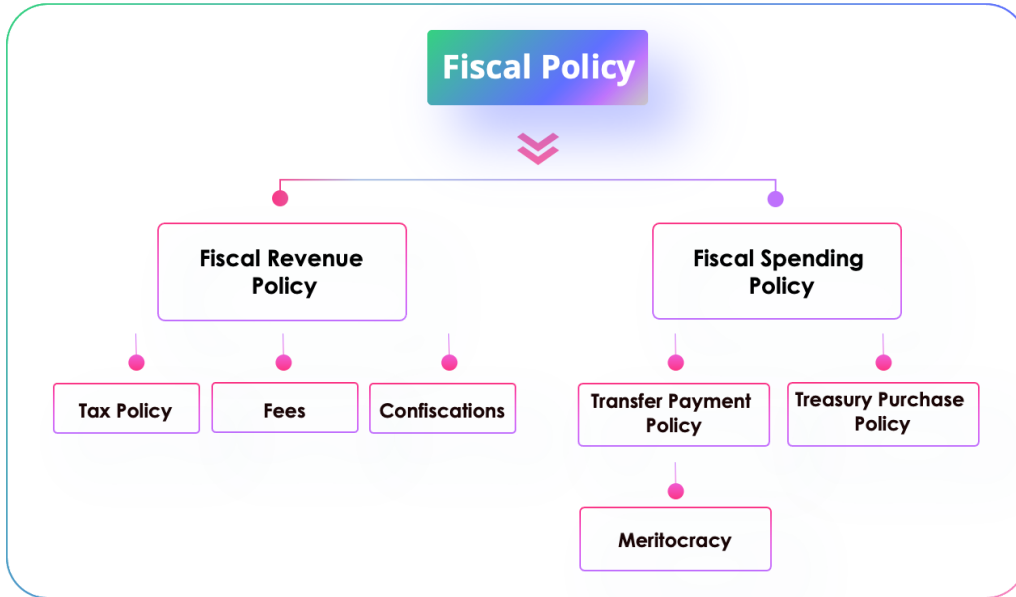 Fiscal Policy
Fiscal Revenue
Policy
Fiscal Spending
Policy
Tax Policy
Fees
Confiscations
Transfer Payment
Policy
Treasury Purchase
Policy
Meritocracy